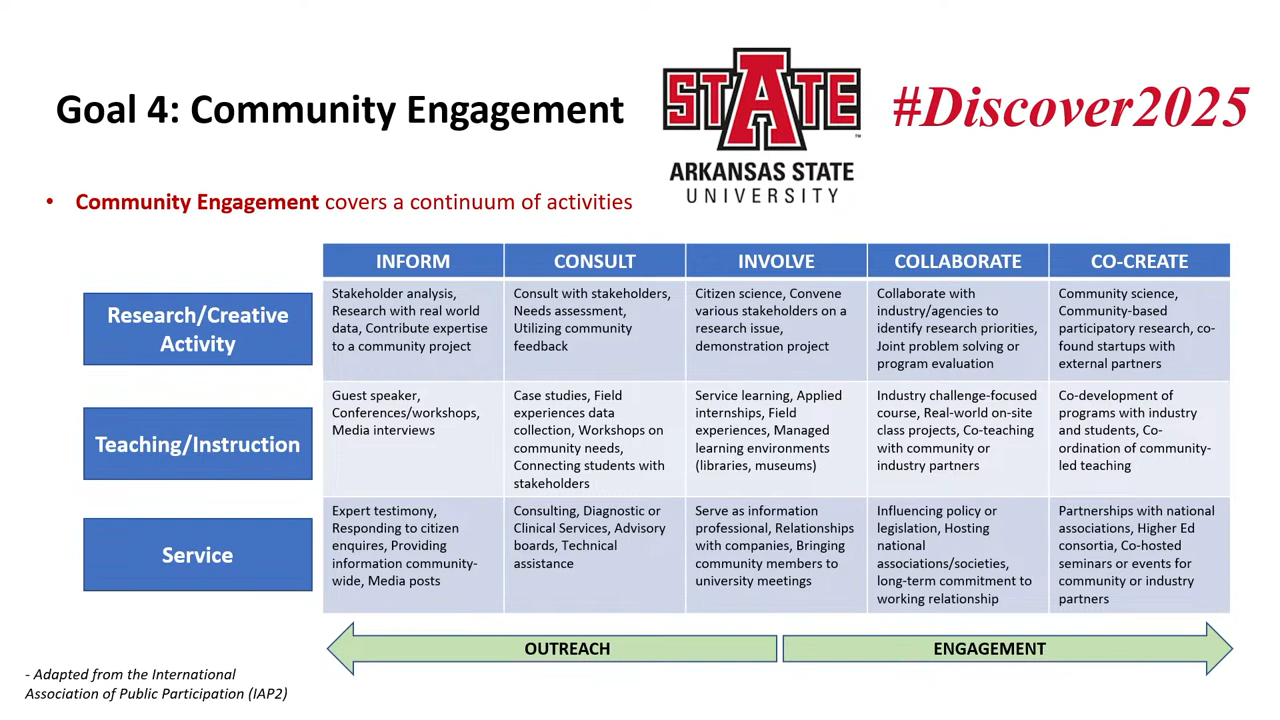 Goal 4: Community Engagement
STATE
™
ARKANSAS STATE
UNIVERSITY
#Discover2025
• Community Engagement covers a continuum of activities
INFORM
CONSULT
INVOLVE
COLLABORATE
CO-CREATE
Research/Creative
Activity
Stakeholder analysis,
Research with real world
data, Contribute expertise
to a community project
Consult with stakeholders,
Needs assessment,
Utilizing community
feedback
Citizen science, Convene
various stakeholders on a
research issue,
demonstration project
Collaborate with
industry/agencies to
identify research priorities,
Joint problem solving or
program evaluation
Community science,
Community-based
participatory research, co-
found startups with
external partners
Teaching/Instruction
Guest speaker,
Conferences/workshops,
Media interviews
Case studies, Field
experiences data
collection, Workshops on
community needs,
Connecting students with
stakeholders
Service learning, Applied
internships, Field
experiences, Managed
learning environments
(libraries, museums)
Industry challenge-focused
course, Real-world on-site
class projects, Co-teaching
with community or
industry partners
Co-development of
programs with industry
and students, Co-
ordination of community-
led teaching
Service
Expert testimony,
Responding to citizen
enquires, Providing
information community-
wide, Media posts
Consulting, Diagnostic or
Clinical Services, Advisory
boards, Technical
assistance
Serve as information
professional, Relationships
with companies, Bringing
community members to
university meetings
Influencing policy or
legislation, Hosting
national
associations/societies,
long-term commitment to
working relationship
Partnerships with national
associations, Higher Ed
consortia, Co-hosted
seminars or events for
community or industry
partners
OUTREACH
ENGAGEMENT
- Adapted from the International
Association of Public Participation (IAP2)